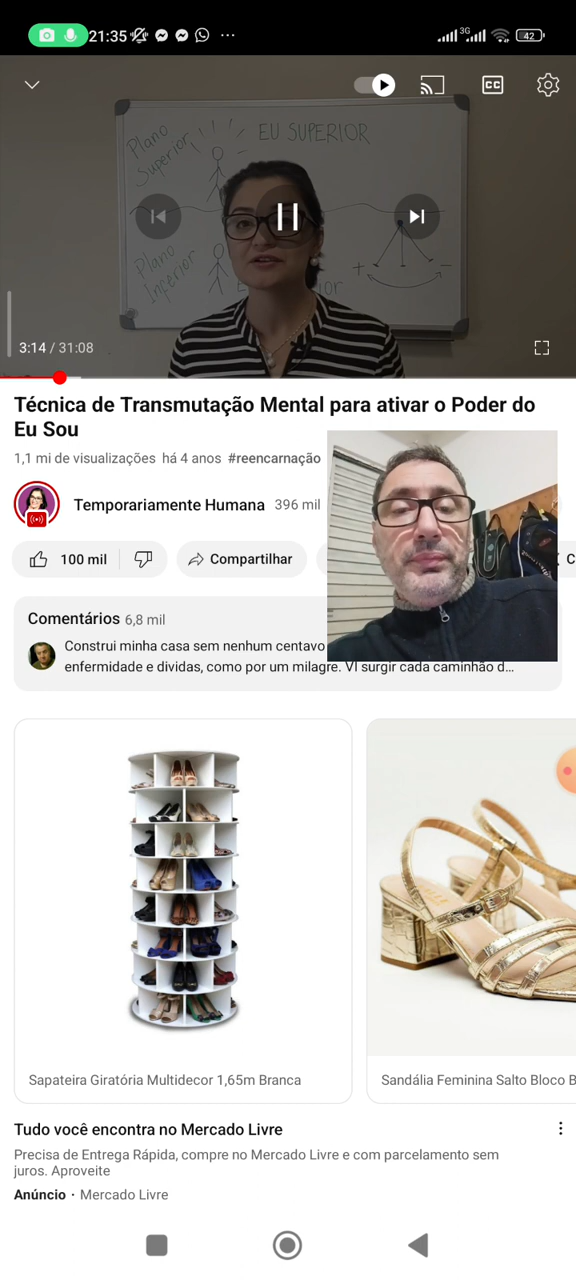 21:35
3G
42
Plano
Superior
EU SUPERIOR
Plano
Inferior
+ −
CC
3:14 / 31:08
Técnica de Transmutação Mental para ativar o Poder do
Eu Sou
1,1 mi de visualizações há 4 anos #reencarnação
Temporariamente Humana 396 mil
100 mil
Compartilhar
C
Comentários 6,8 mil
Construi minha casa sem nenhum centavo
enfermidade e dividas, como por um milagre. VI surgir cada caminhão d...
Sapateira Giratória Multidecor 1,65m Branca
Sandália Feminina Salto Bloco B
Tudo você encontra no Mercado Livre
Precisa de Entrega Rápida, compre no Mercado Livre e com parcelamento sem
juros. Aproveite
Anúncio · Mercado Livre